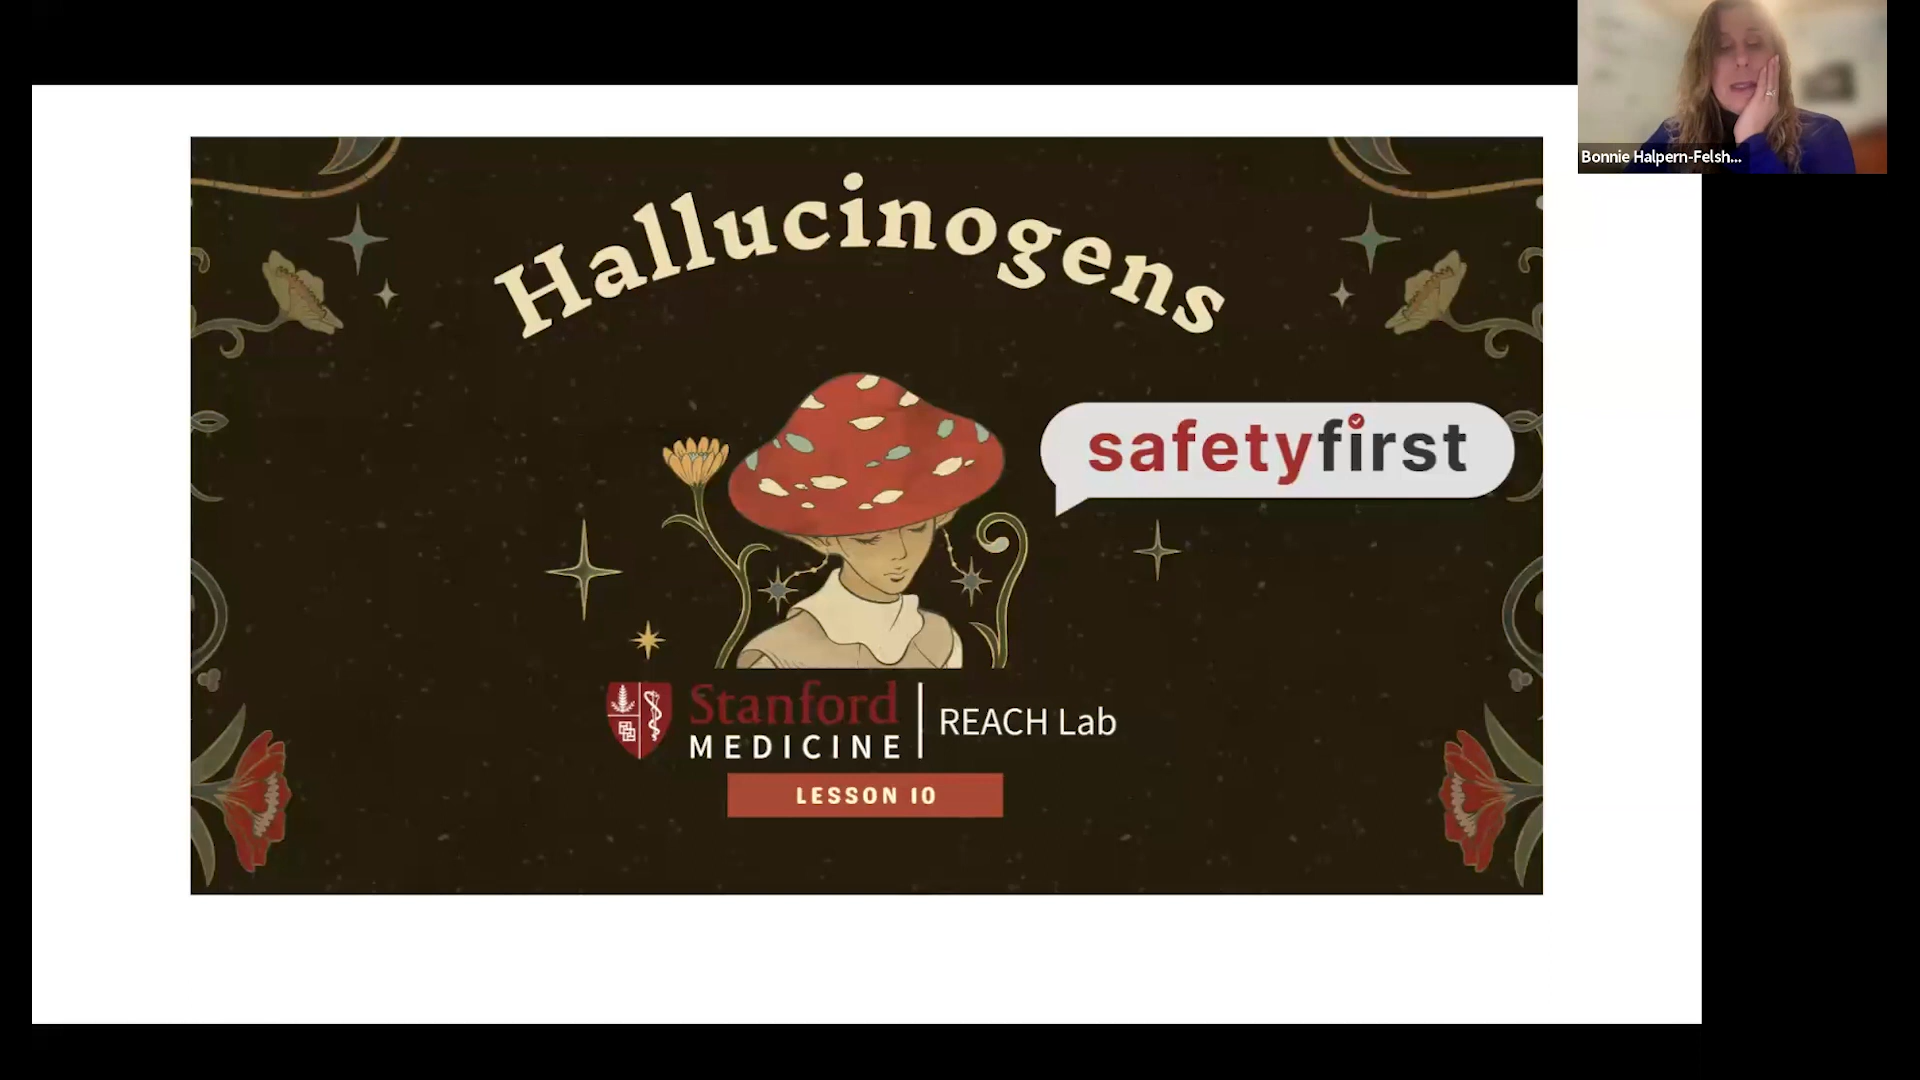 Bonnie Halpern-Felsh...
Hallucinogens
safetyfirst
Stanford
MEDICINE
REACH Lab
LESSON 10